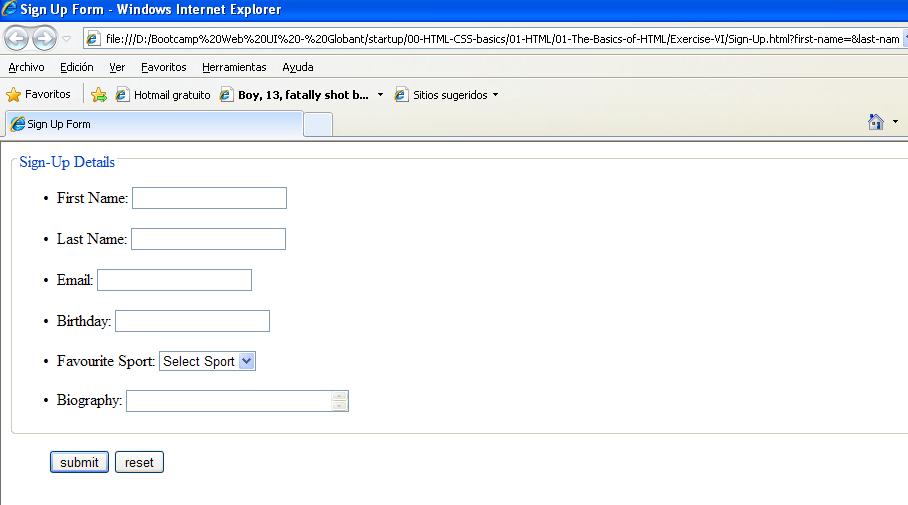 Sign Up Form - Windows Internet Explorer
file:///D:/Bootcamp%20Web%20UI%20-%20Globant/startup/00-HTML-CSS-basics/01-HTML/01-The-Basics-of-HTML/Exercise-VI/Sign-Up.html?first-name=&last-nam
Archivo Edición Ver Favoritos Herramientas Ayuda
Favoritos Hotmail gratuito Boy, 13, fatally shot b... Sitios sugeridos
Sign Up Form
Sign-Up Details
• First Name:
• Last Name:
• Email:
• Birthday:
• Favourite Sport: Select Sport
• Biography:
submit reset